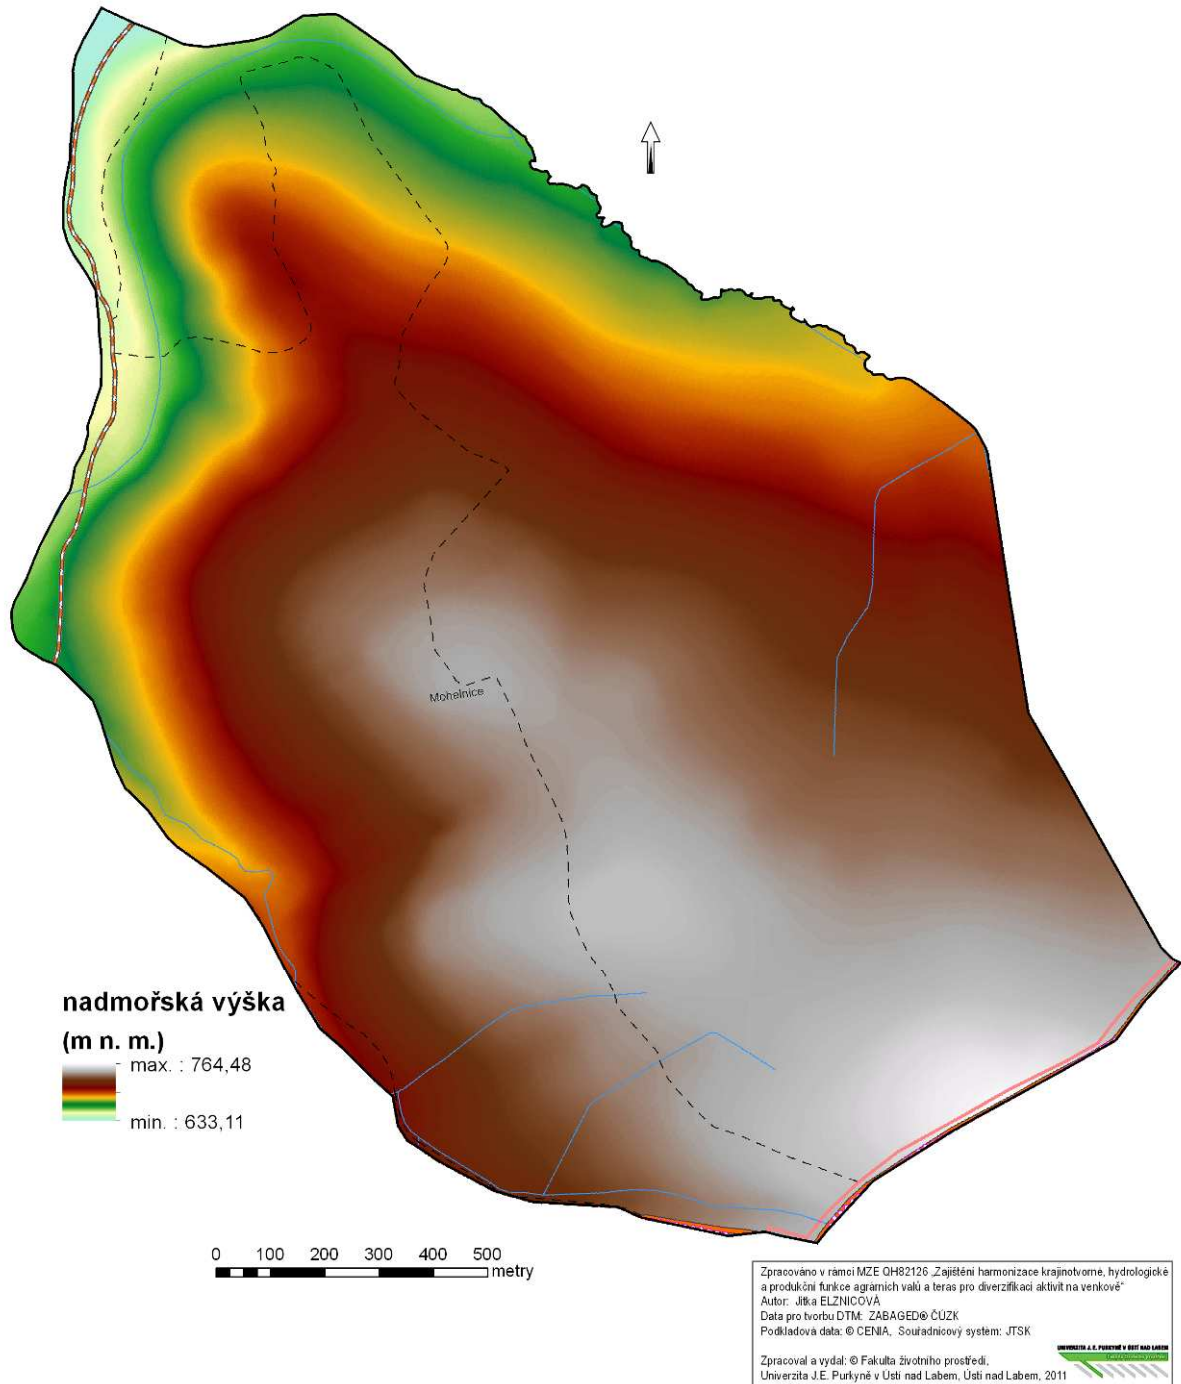 Mohelnice
nadmořská výška
(m n. m.)
max. : 764,48
min. : 633,11
0 100 200 300 400 500
metry
Zpracováno v rámci MZE QH82126 „Zajištění harmonizace krajinotvorné, hydrologické
a produkční funkce agrárních valů a teras pro diverzifikaci aktivit na venkově“
Autor: Jitka ELZNICOVÁ
Data pro tvorbu DTM: ZABAGED® ČÚZK
Podkladová data: © CENIA, Souřadnicový systém: JTSK
UNIVERZITA J. E. PURKYNĚ V ÚSTÍ NAD LABEM
Zpracoval a vydal: © Fakulta životního prostředí,
Univerzita J.E. Purkyně v Ústí nad Labem, Ústí nad Labem, 2011